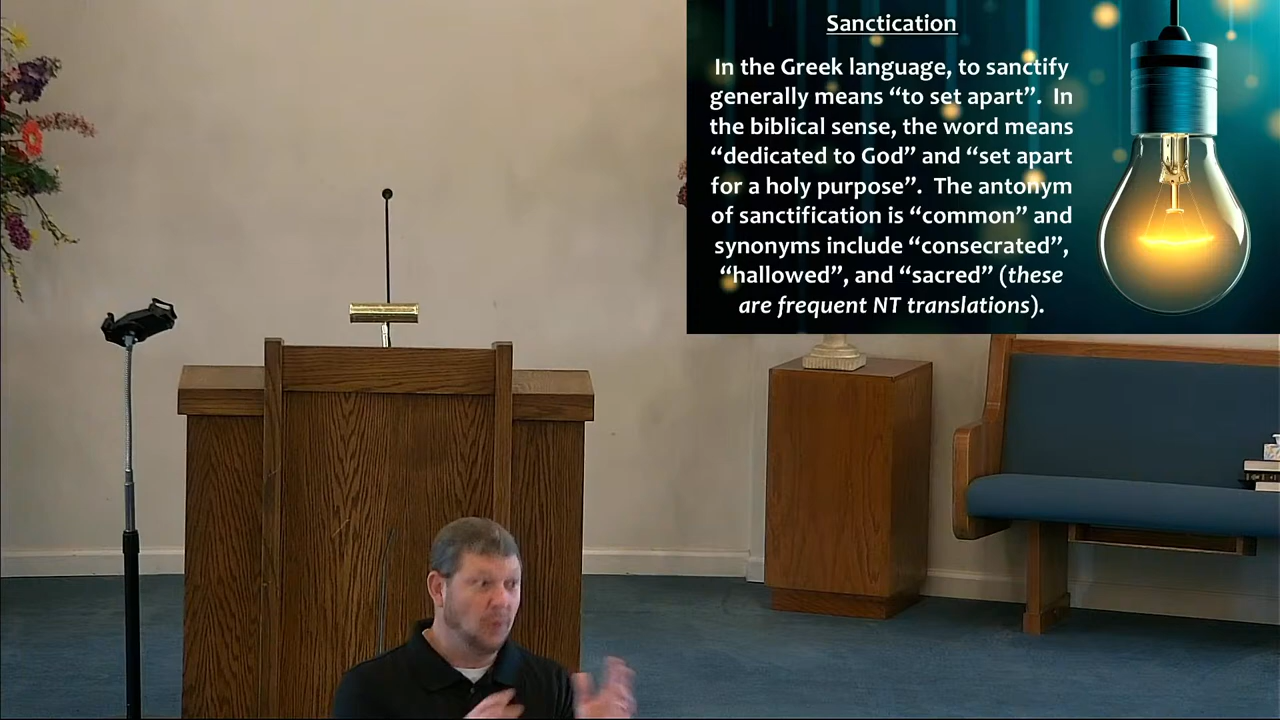 Sanctication
In the Greek language, to sanctify
generally means “to set apart”.  In
the biblical sense, the word means
“dedicated to God” and “set apart
for a holy purpose”.  The antonym
of sanctification is “common” and
synonyms include “consecrated”,
“hallowed”, and “sacred” (these
are frequent NT translations).